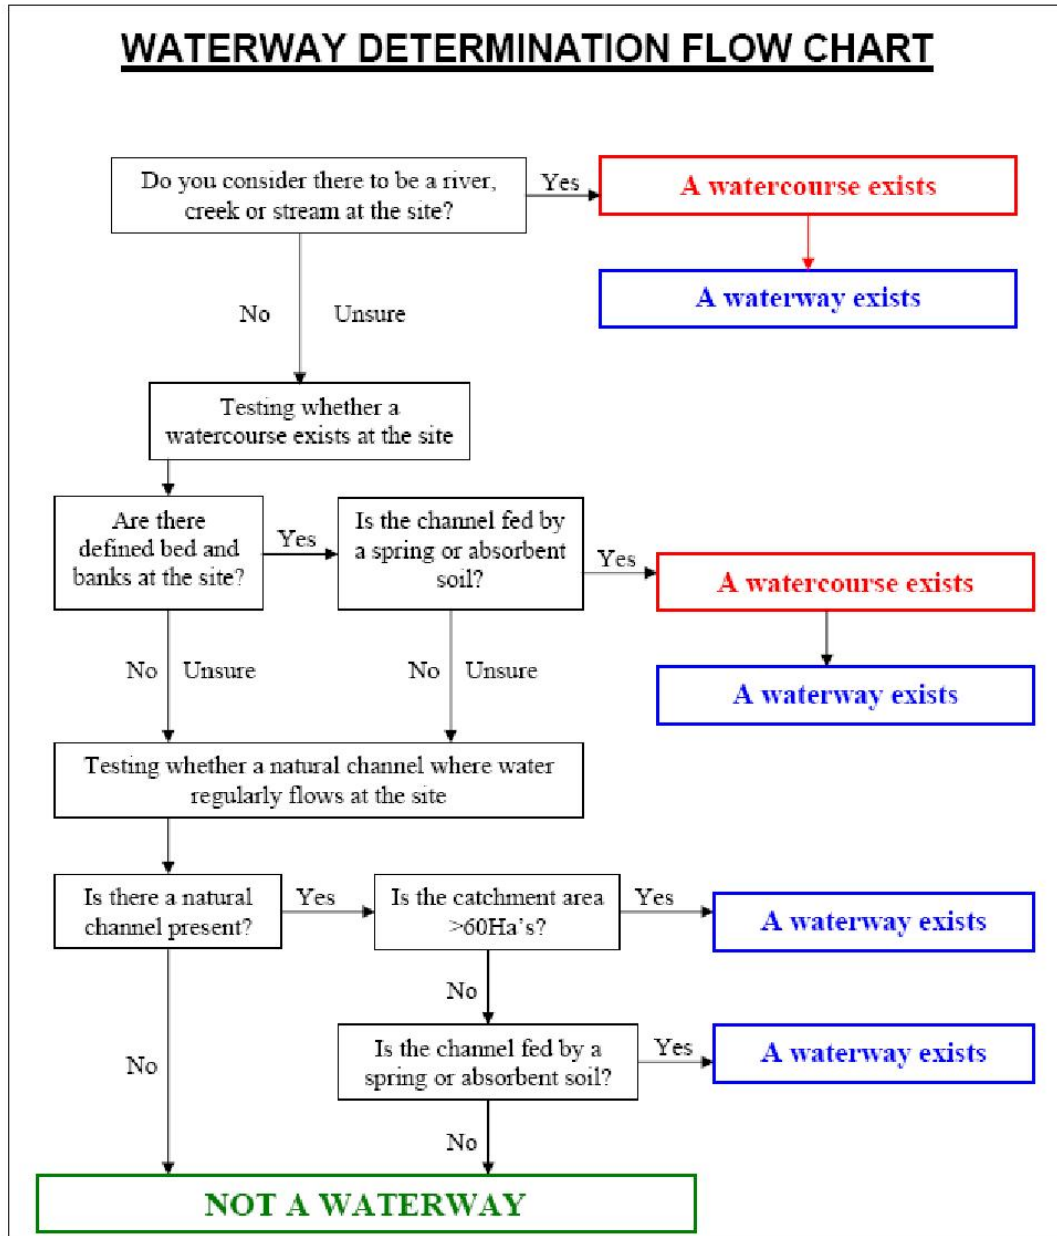 WATERWAY DETERMINATION FLOW CHART
Do you consider there to be a river,
creek or stream at the site?
Yes
A watercourse exists
A waterway exists
No
Unsure
Testing whether a
watercourse exists at the site
Are there
defined bed and
banks at the site?
Yes
Is the channel fed by
a spring or absorbent
soil?
Yes
A watercourse exists
A waterway exists
No
Unsure
No
Unsure
Testing whether a natural channel where water
regularly flows at the site
Is there a natural
channel present?
Yes
Is the catchment area
>60Ha's?
Yes
A waterway exists
No
Is the channel fed by a
spring or absorbent soil?
Yes
A waterway exists
No
No
NOT A WATERWAY